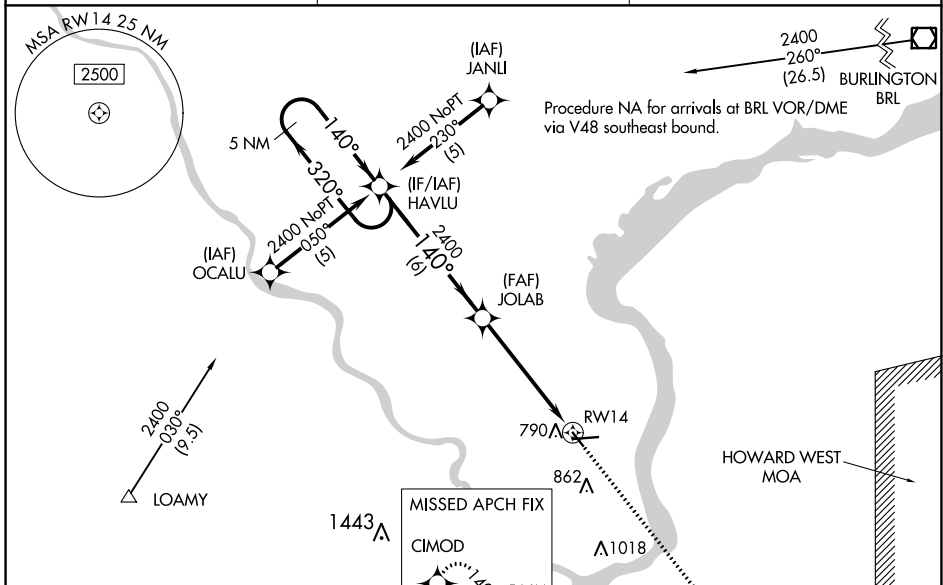 MSA RW14 25 NM
2500
(IAF)
JANLI
2400 NoPT
230°
(5)
2400
260°
(26.5)
BURLINGTON
BRL
Procedure NA for arrivals at BRL VOR/DME
via V48 southeast bound.
5 NM
140°
320°
(IF/IAF)
HAVLU
2400 NoPT
050°
(5)
(IAF)
OCALU
2400
140°
(6)
(FAF)
JOLAB
2400
030°
(9.5)
LOAMY
790
RW14
862
HOWARD WEST
MOA
1443
1018
MISSED APCH FIX
CIMOD